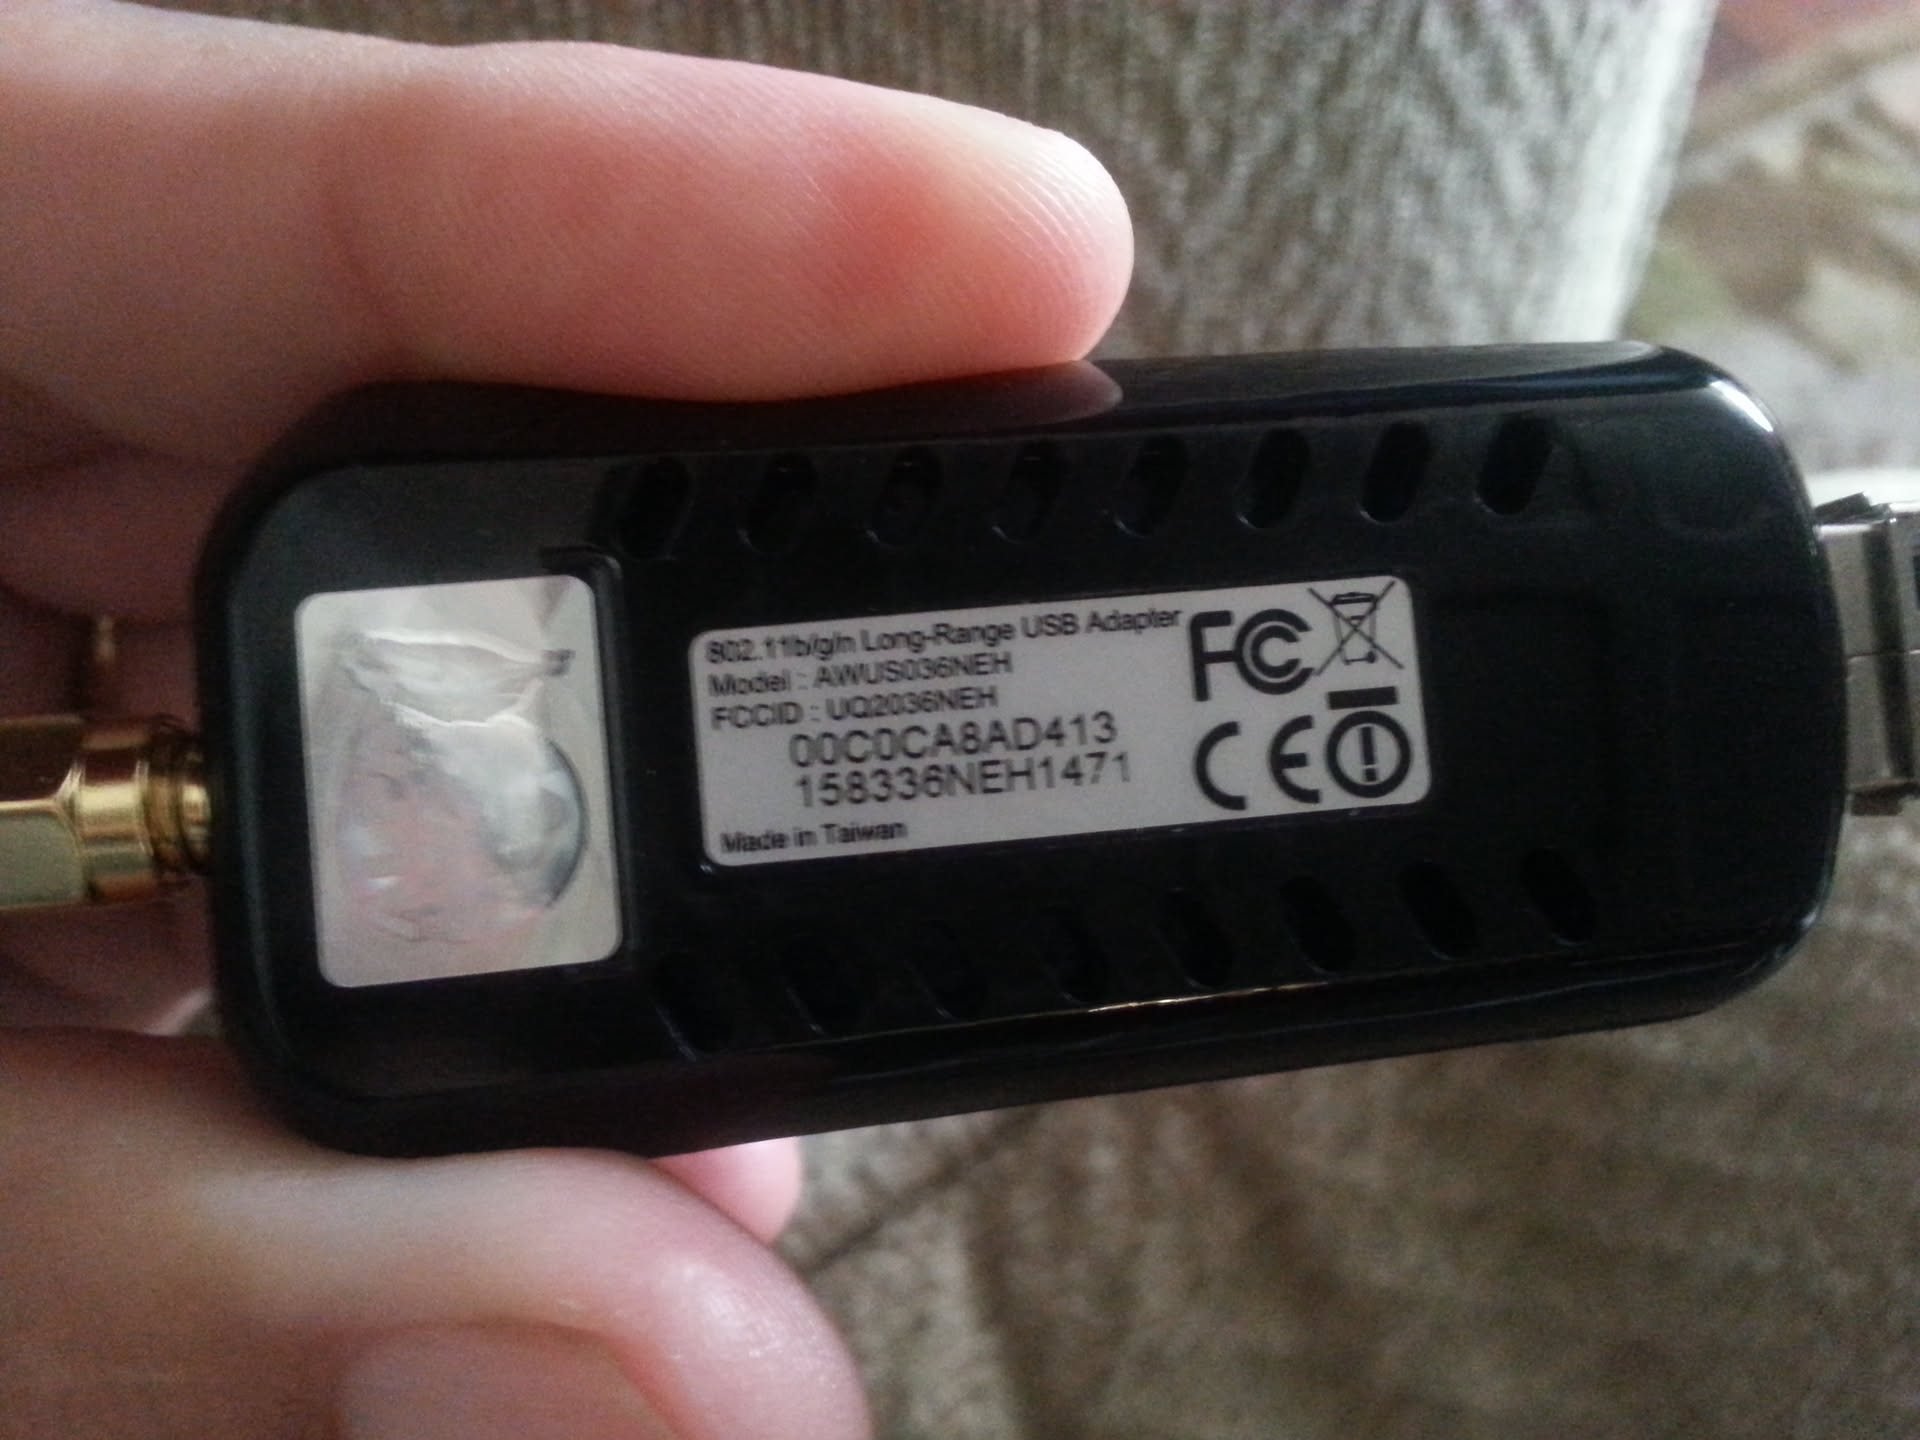 802.11b/g/n Long-Range USB Adapter
Model : AWUS036NEH
FCCID : UQ2036NEH
00C0CA8AD413
158336NEH1471
Made in Taiwan
FC
CE